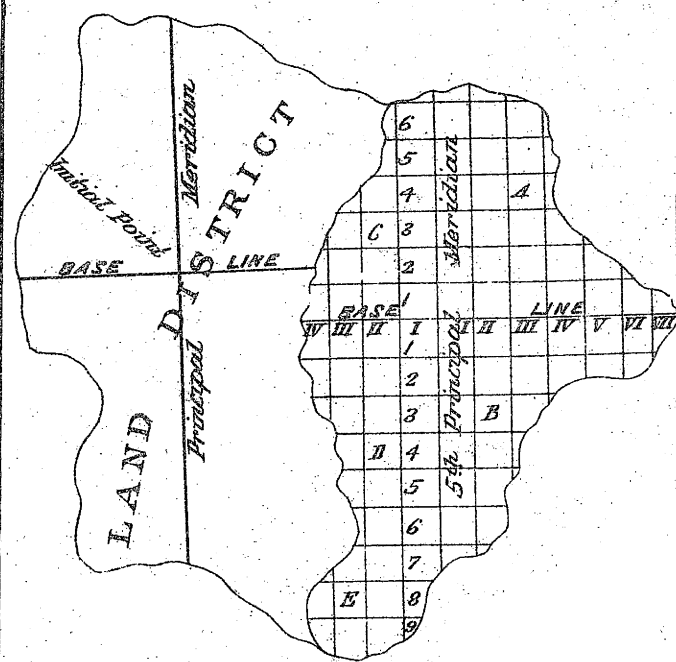 LAND DISTRICT
Principal Meridian
Initial Point
BASE LINE
5th Principal Meridian
6
5
4 A
C 3
2
1
BASE LINE
IV III II I I II III IV V VI VII
1
2
3 B
D 4
5
6
7
E 8
9